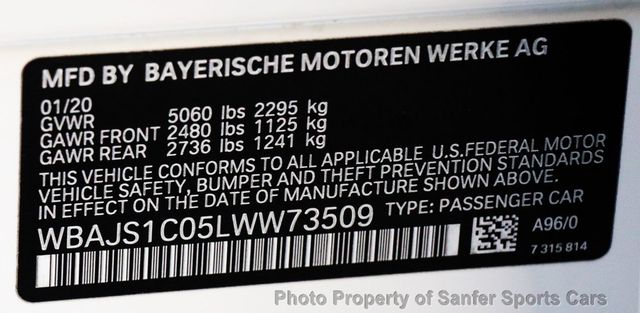 MFD BY BAYERISCHE MOTOREN WERKE AG
01/20
GVWR 5060 lbs 2295 kg
GAWR FRONT 2480 lbs 1125 kg
GAWR REAR 2736 lbs 1241 kg
THIS VEHICLE CONFORMS TO ALL APPLICABLE U.S.FEDERAL MOTOR
VEHICLE SAFETY, BUMPER AND THEFT PREVENTION STANDARDS
IN EFFECT ON THE DATE OF MANUFACTURE SHOWN ABOVE.
WBAJS1C05LWW73509 TYPE: PASSENGER CAR
A96/0
7 315 814
Photo Property of Sanfer Sports Cars